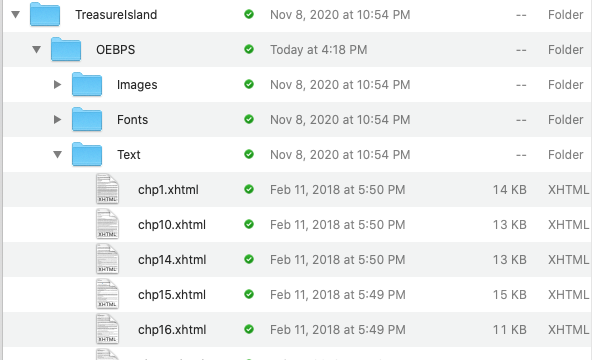 TreasureIsland Nov 8, 2020 at 10:54 PM -- Folder
OEBPS Today at 4:18 PM -- Folder
Images Nov 8, 2020 at 10:54 PM -- Folder
Fonts Nov 8, 2020 at 10:54 PM -- Folder
Text Nov 8, 2020 at 10:54 PM -- Folder
XHTML chp1.xhtml Feb 11, 2018 at 5:50 PM 14 KB XHTML
XHTML chp10.xhtml Feb 11, 2018 at 5:50 PM 13 KB XHTML
XHTML chp14.xhtml Feb 11, 2018 at 5:50 PM 13 KB XHTML
XHTML chp15.xhtml Feb 11, 2018 at 5:49 PM 15 KB XHTML
XHTML chp16.xhtml Feb 11, 2018 at 5:49 PM 11 KB XHTML